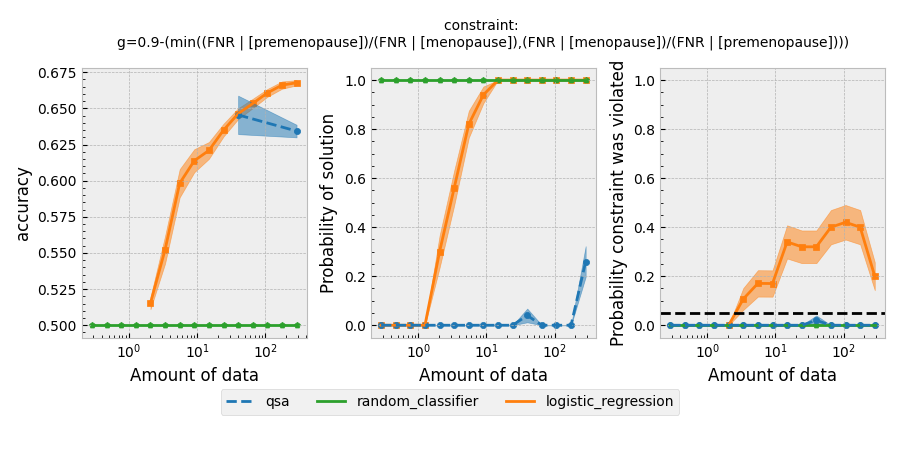 constraint:
g=0.9-(min((FNR | [premenopause])/(FNR | [menopause]),(FNR | [menopause])/(FNR | [premenopause])))
accuracy
0.675
0.650
0.625
0.600
0.575
0.550
0.525
0.500
10^0 10^1 10^2
Amount of data
Probability of solution
1.0
0.8
0.6
0.4
0.2
0.0
10^0 10^1 10^2
Amount of data
Probability constraint was violated
1.0
0.8
0.6
0.4
0.2
0.0
10^0 10^1 10^2
Amount of data
qsa random_classifier logistic_regression